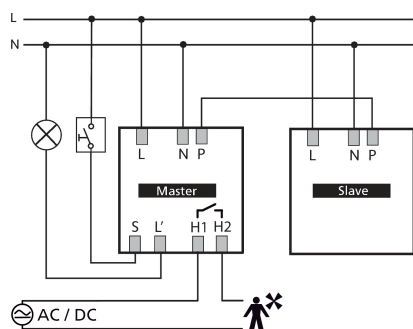 L
N
L N P L N P
Master Slave
S L' H1 H2
AC / DC